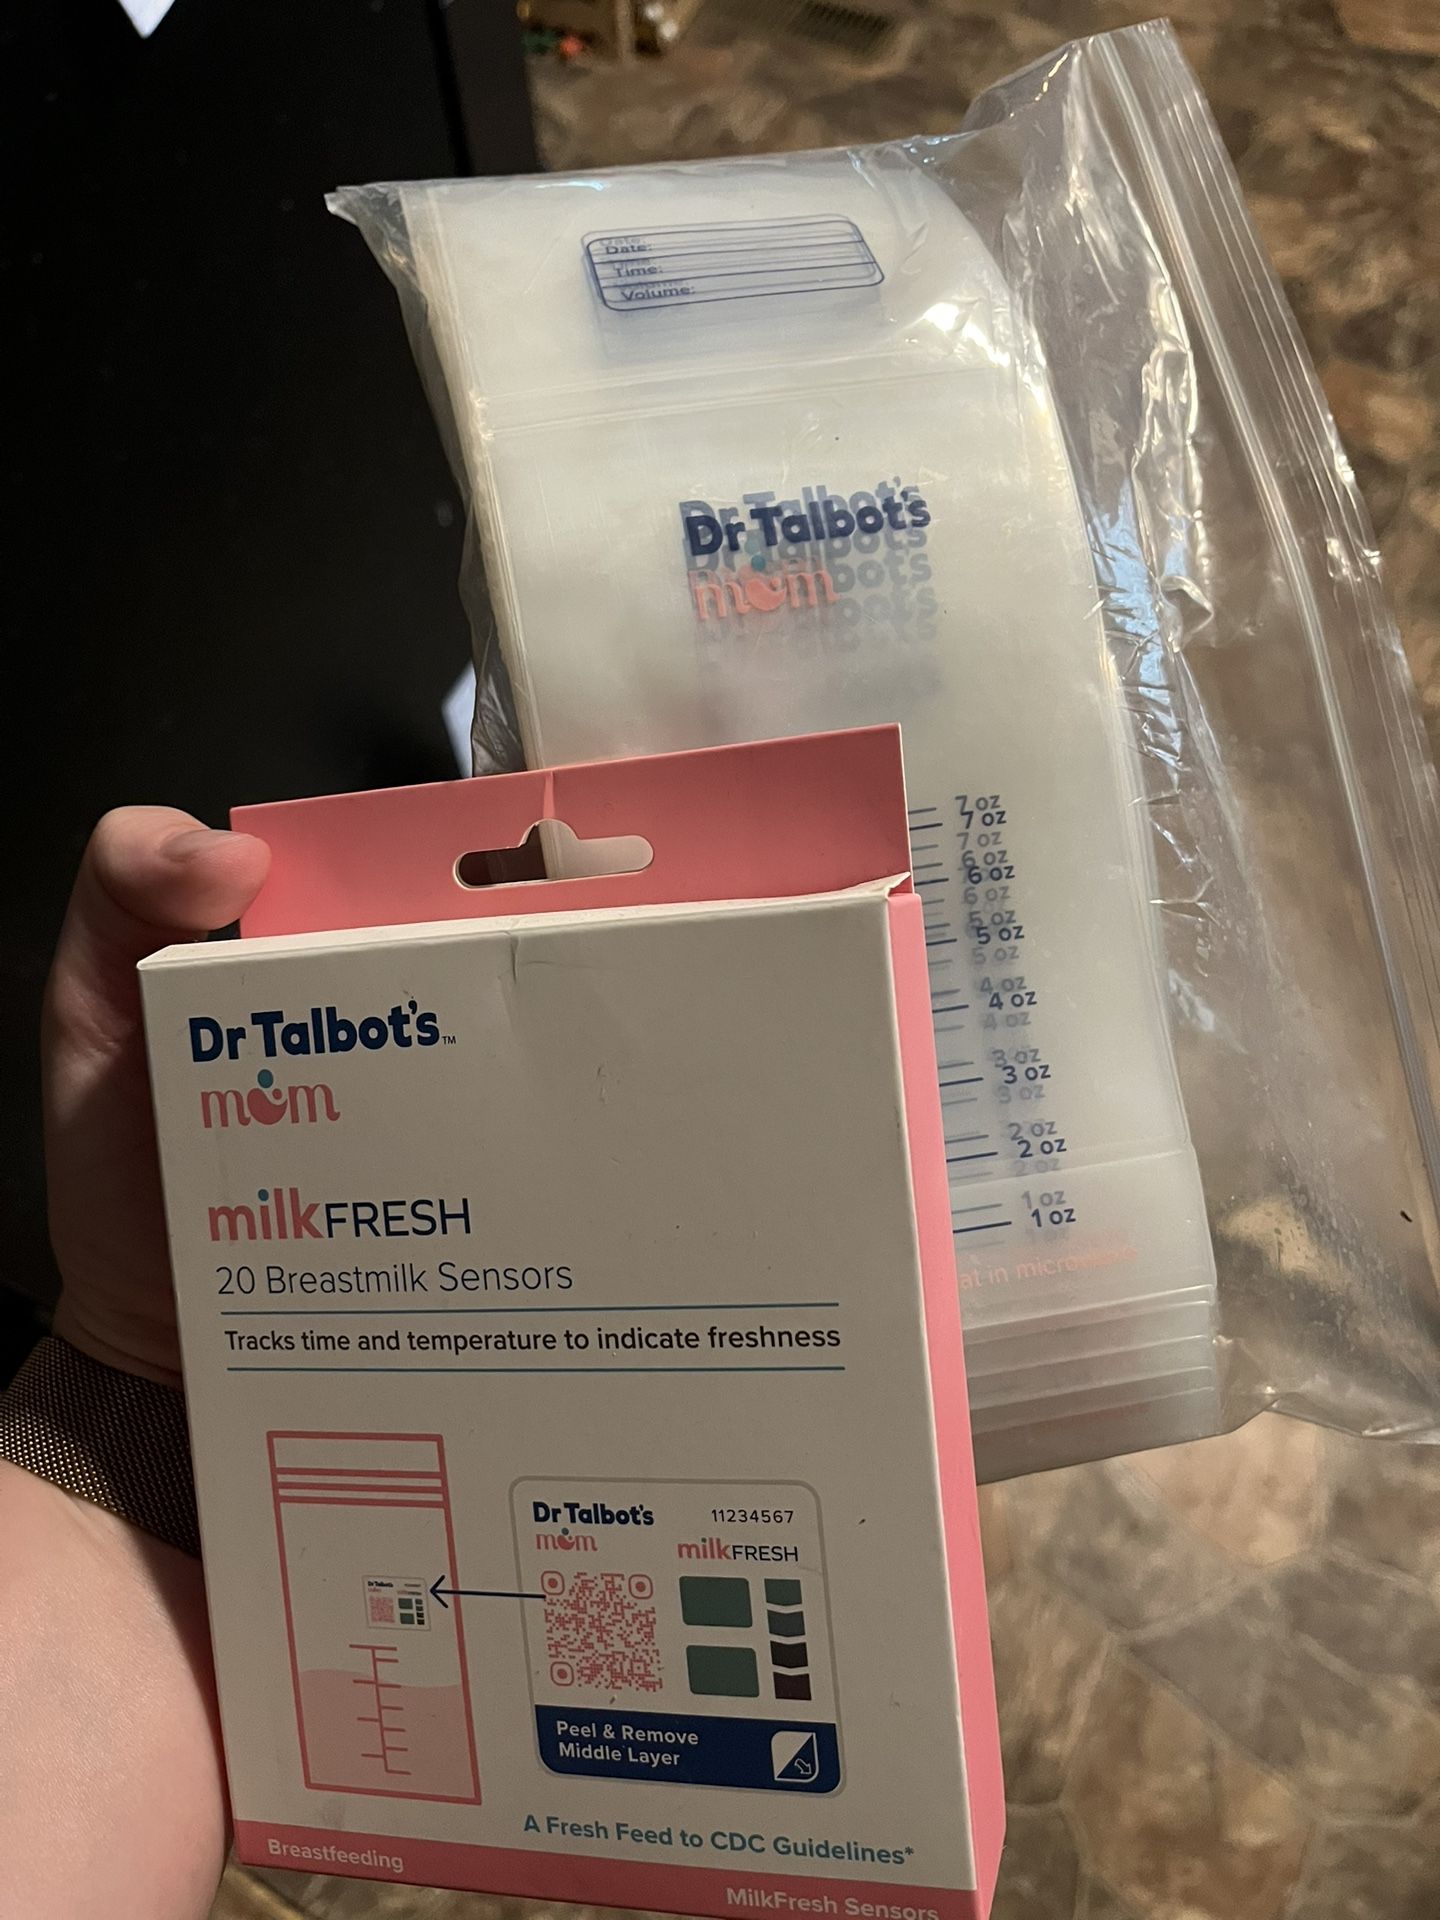 Date:
Time:
Volume:
Dr Talbot's
mom
7 oz
6 oz
5 oz
4 oz
3 oz
2 oz
1 oz
in
Dr Talbot's™
mom
milkFRESH
20 Breastmilk Sensors
Tracks time and temperature to indicate freshness
Dr Talbot's
mom
11234567
milkFRESH
Peel & Remove
Middle Layer
A Fresh Feed to CDC Guidelines*
Breastfeeding
MilkFresh Sensors